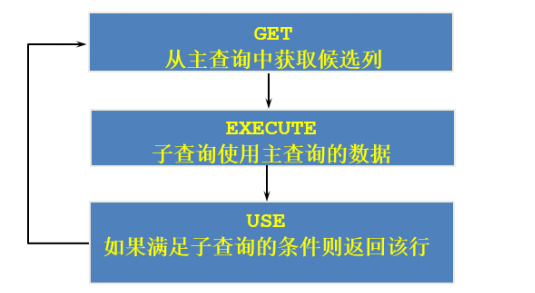 GET
从主查询中获取候选列
EXECUTE
子查询使用主查询的数据
USE
如果满足子查询的条件则返回该行